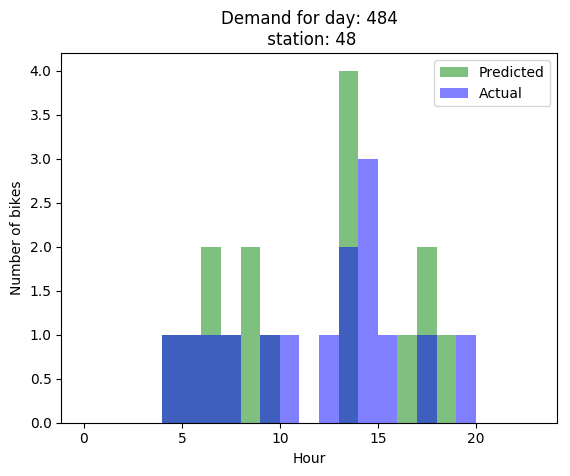 Demand for day: 484
station: 48
Predicted
Actual
4.0
3.5
3.0
2.5
2.0
1.5
1.0
0.5
0.0
Number of bikes
0 5 10 15 20
Hour